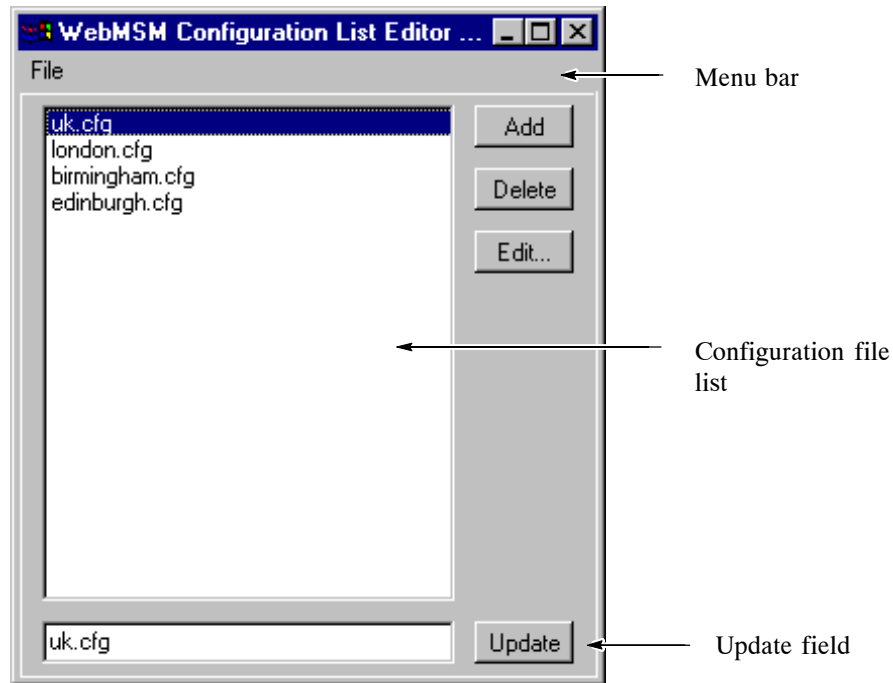 WebMSM Configuration List Editor ...
File
Menu bar
uk.cfg
london.cfg
birmingham.cfg
edinburgh.cfg
Add
Delete
Edit...
Configuration file
list
uk.cfg
Update
Update field